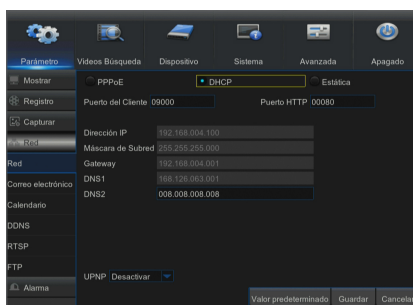 Parámetro Vídeos Búsqueda Dispositivo Sistema Avanzada Apagado
Mostrar
Registro
Capturar
Red
Red
Correo electrónico
Calendario
DDNS
RTSP
FTP
Alarma
PPPoE DHCP Estática
Puerto del Cliente 09000 Puerto HTTP 00080
Dirección IP 192.168.004.100
Máscara de Subred 255.255.255.000
Gateway 192.168.004.001
DNS1 168.126.063.001
DNS2 008.008.008.008
UPNP Desactivar
Valor predeterminado Guardar Cancelar